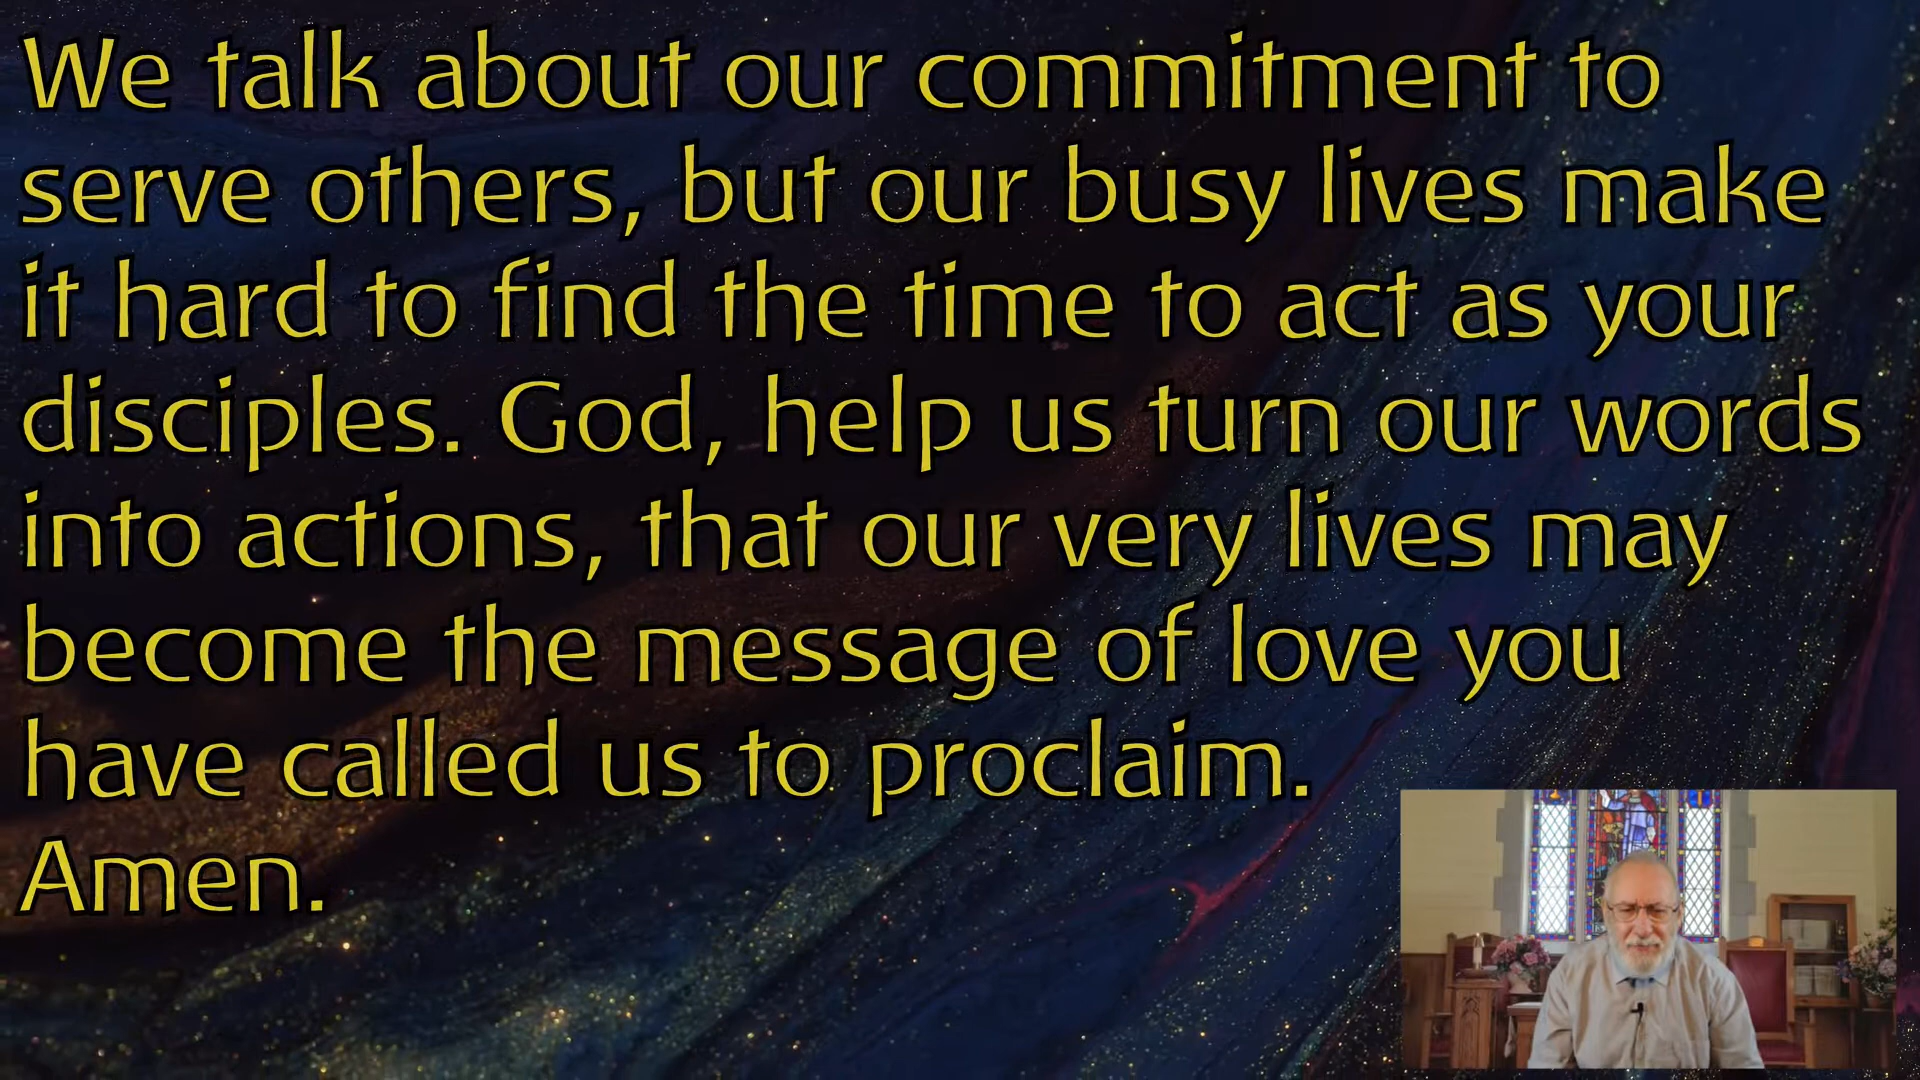 We talk about our commitment to
serve others, but our busy lives make
it hard to find the time to act as your
disciples. God, help us turn our words
into actions, that our very lives may
become the message of love you
have called us to proclaim.
Amen.